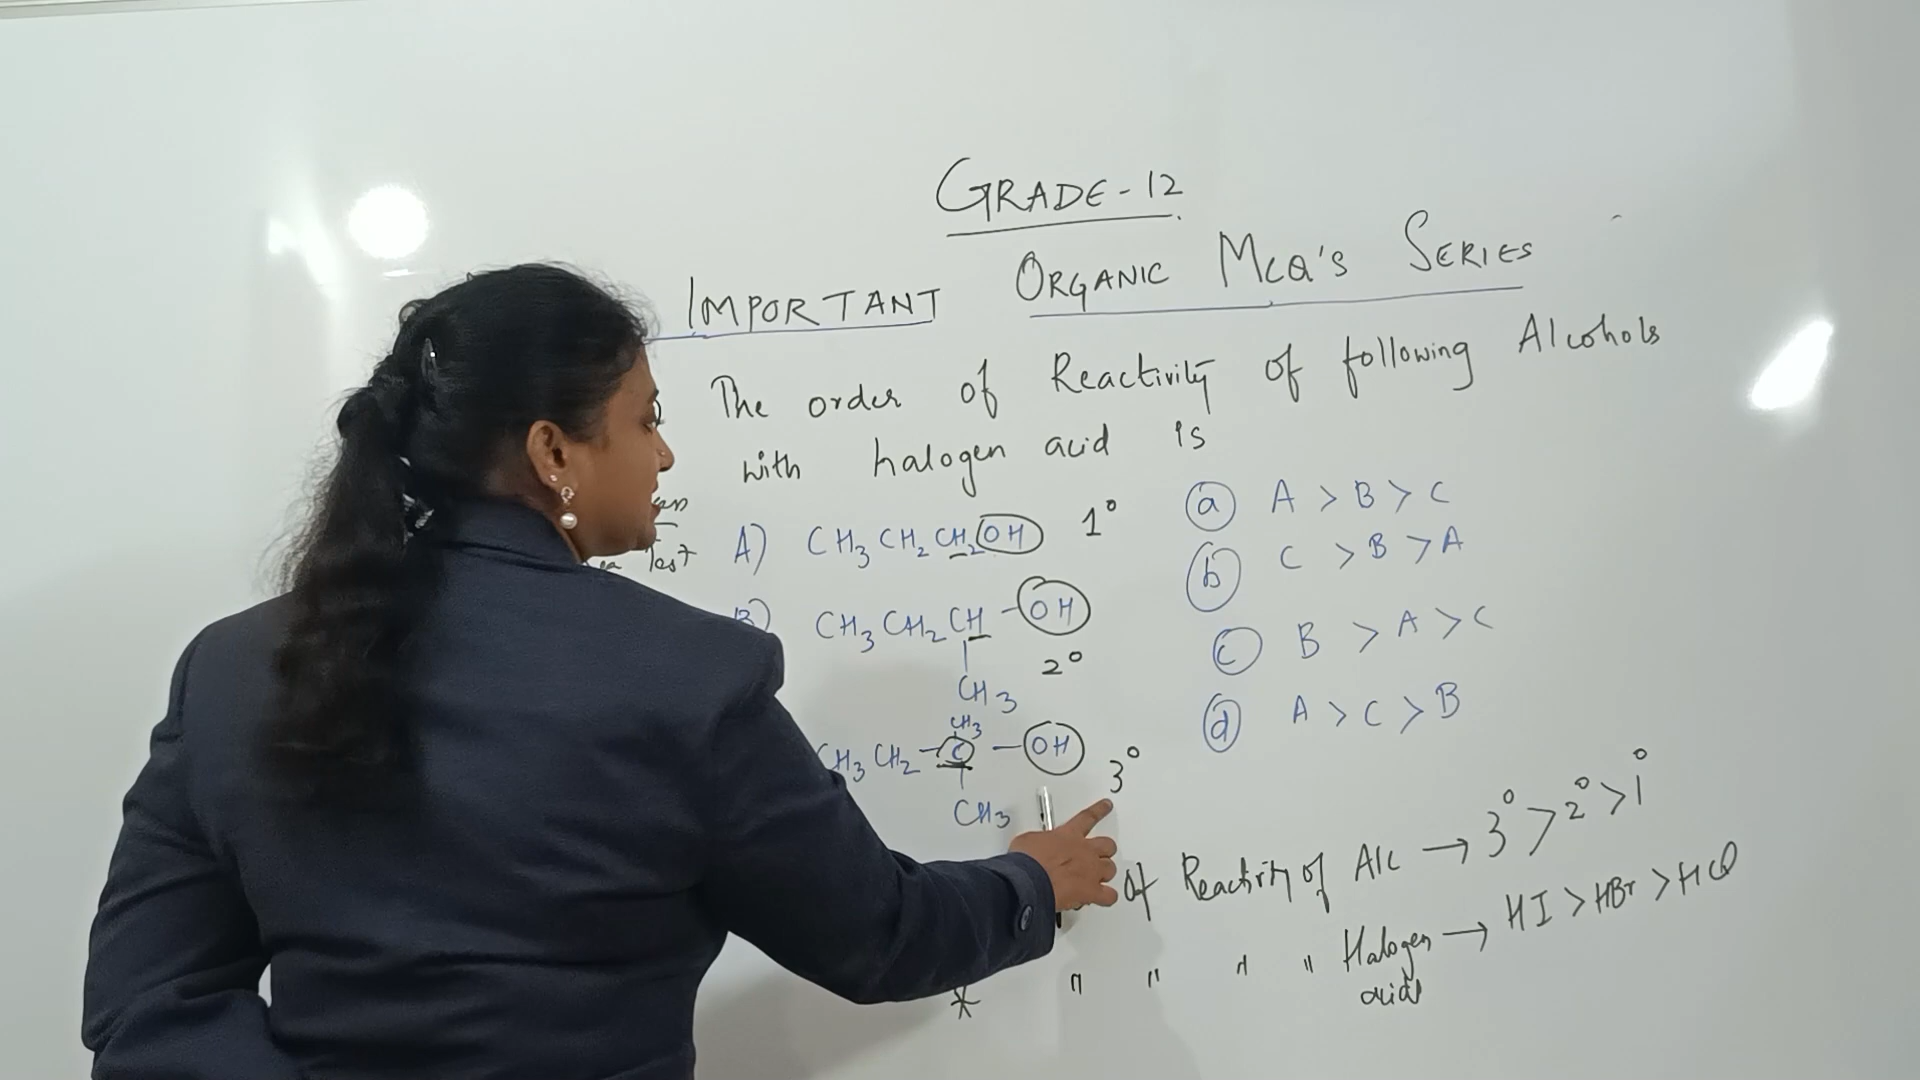 GRADE-12
IMPORTANT ORGANIC McQ's SERIES
The order of Reactivity of following Alcohols
with halogen acid is
Test
A) CH3 CH2 CH2 OH 1°
B) CH3 CH2 CH - OH
2°
CH3
CH3
CH3 CH2 - C - OH
3°
CH3
(a) A > B > C
(b) C > B > A
(c) B > A > C
(d) A > C > B
Of Reactivity of Alc → 3° > 2° > 1°
* " " " " Halogen → HI > HBr > HCl
acid